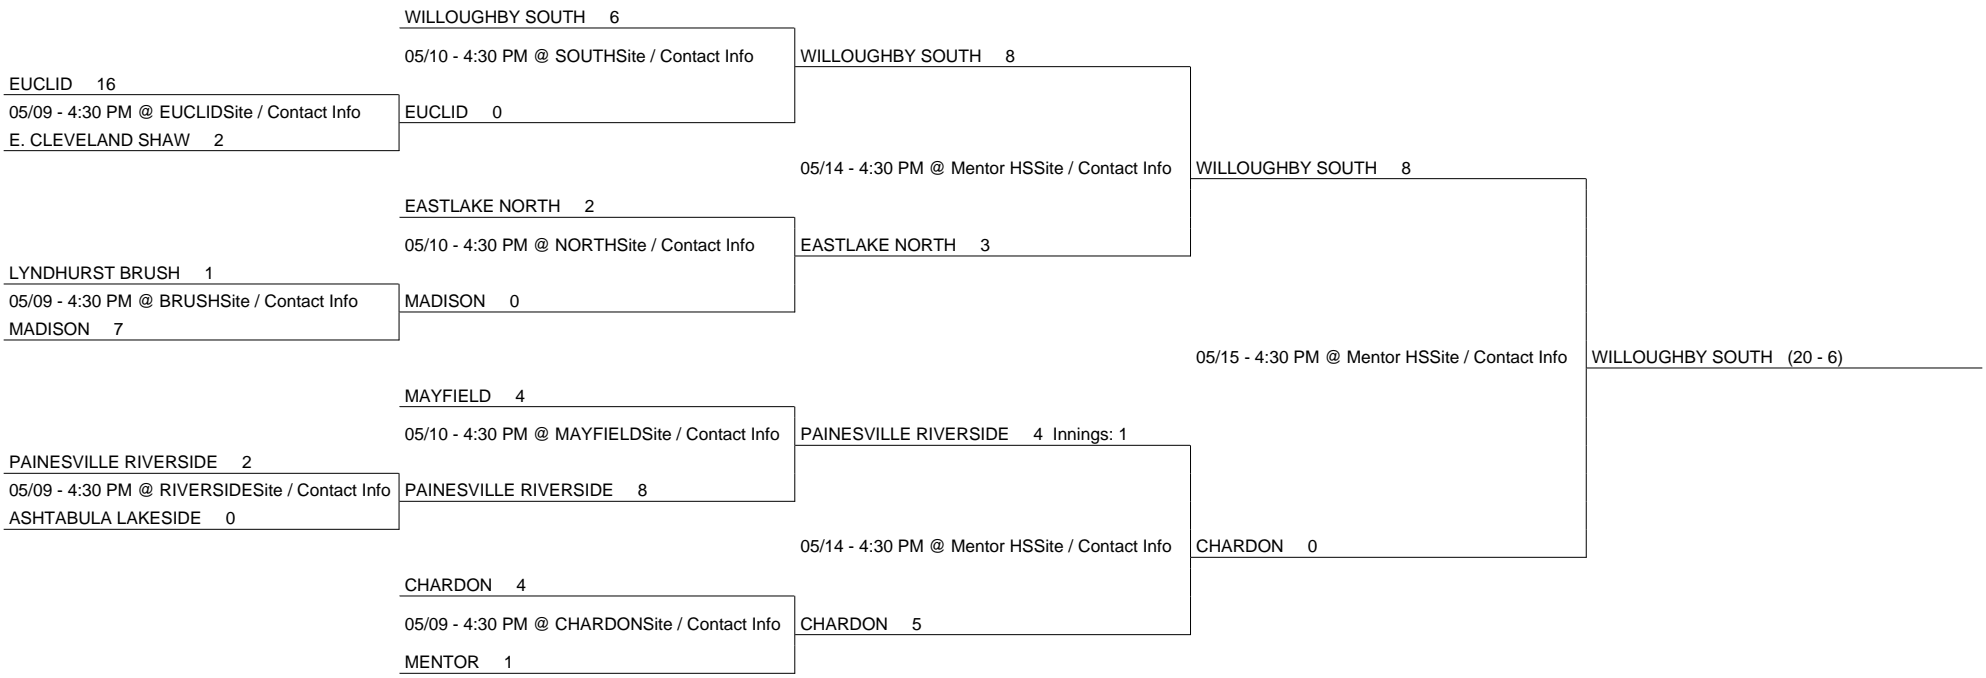 WILLOUGHBY SOUTH 6
05/10 - 4:30 PM @ SOUTHSite / Contact Info
WILLOUGHBY SOUTH 8
EUCLID 16
05/09 - 4:30 PM @ EUCLIDSite / Contact Info
EUCLID 0
E. CLEVELAND SHAW 2
05/14 - 4:30 PM @ Mentor HSSite / Contact Info
WILLOUGHBY SOUTH 8
EASTLAKE NORTH 2
05/10 - 4:30 PM @ NORTHSite / Contact Info
EASTLAKE NORTH 3
LYNDHURST BRUSH 1
05/09 - 4:30 PM @ BRUSHSite / Contact Info
MADISON 0
MADISON 7
05/15 - 4:30 PM @ Mentor HSSite / Contact Info
WILLOUGHBY SOUTH (20 - 6)
MAYFIELD 4
05/10 - 4:30 PM @ MAYFIELDSite / Contact Info
PAINESVILLE RIVERSIDE 4 Innings: 1
PAINESVILLE RIVERSIDE 2
05/09 - 4:30 PM @ RIVERSIDESite / Contact Info
PAINESVILLE RIVERSIDE 8
ASHTABULA LAKESIDE 0
05/14 - 4:30 PM @ Mentor HSSite / Contact Info
CHARDON 0
CHARDON 4
05/09 - 4:30 PM @ CHARDONSite / Contact Info
CHARDON 5
MENTOR 1